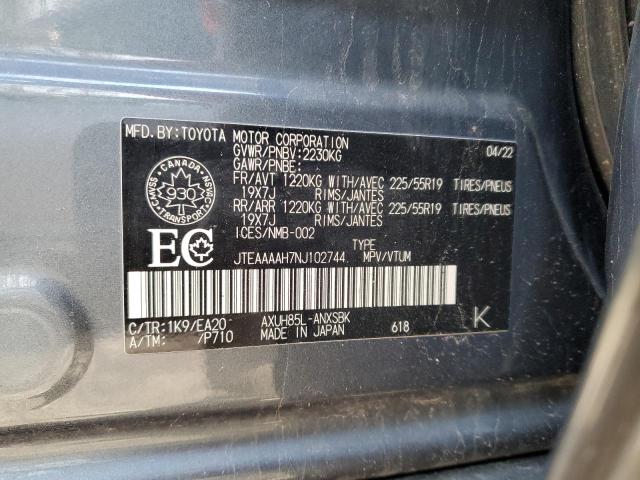 MFD. BY: TOYOTA MOTOR CORPORATION 04/22
GVWR/PNBV: 2230KG
GAWR/PNBE:
FR/AVT 1220KG WITH/AVEC 225/55R19 TIRES/PNEUS
19X7J RIMS/JANTES
RR/ARR 1220KG WITH/AVEC 225/55R19 TIRES/PNEUS
19X7J RIMS/JANTES
ICES/NMB-002 TYPE
JTEAAAAH7NJ102744 MPV/VTUM
CANADA
930
TRANSPORT
EC
C/TR: 1K9/EA20 AXUH85L-ANXSBK K
A/TM: /P710 MADE IN JAPAN 618